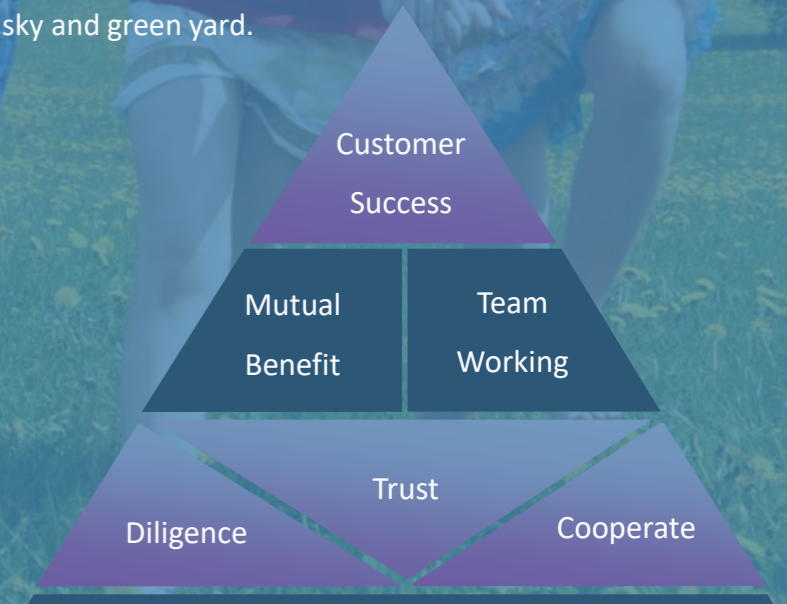 sky and green yard.
Customer
Success
Mutual
Benefit
Team
Working
Trust
Diligence
Cooperate